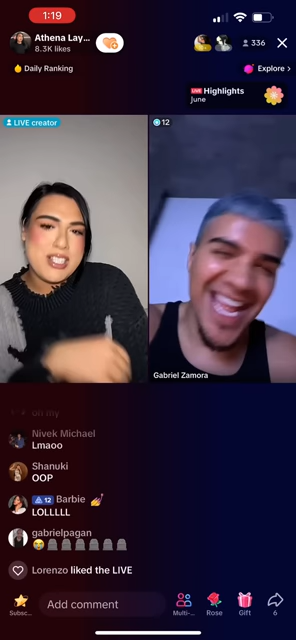 1:19
Athena Lay...
8.3K likes
336
Daily Ranking
Explore >
LIVE Highlights
June
LIVE creator
12
Gabriel Zamora
oh my
Nivek Michael
Lmaoo
Shanuki
OOP
12 Barbie
LOLLLLL
gabrielpagan
Lorenzo liked the LIVE
Subsc...
Add comment
Multi-...
Rose
Gift
6